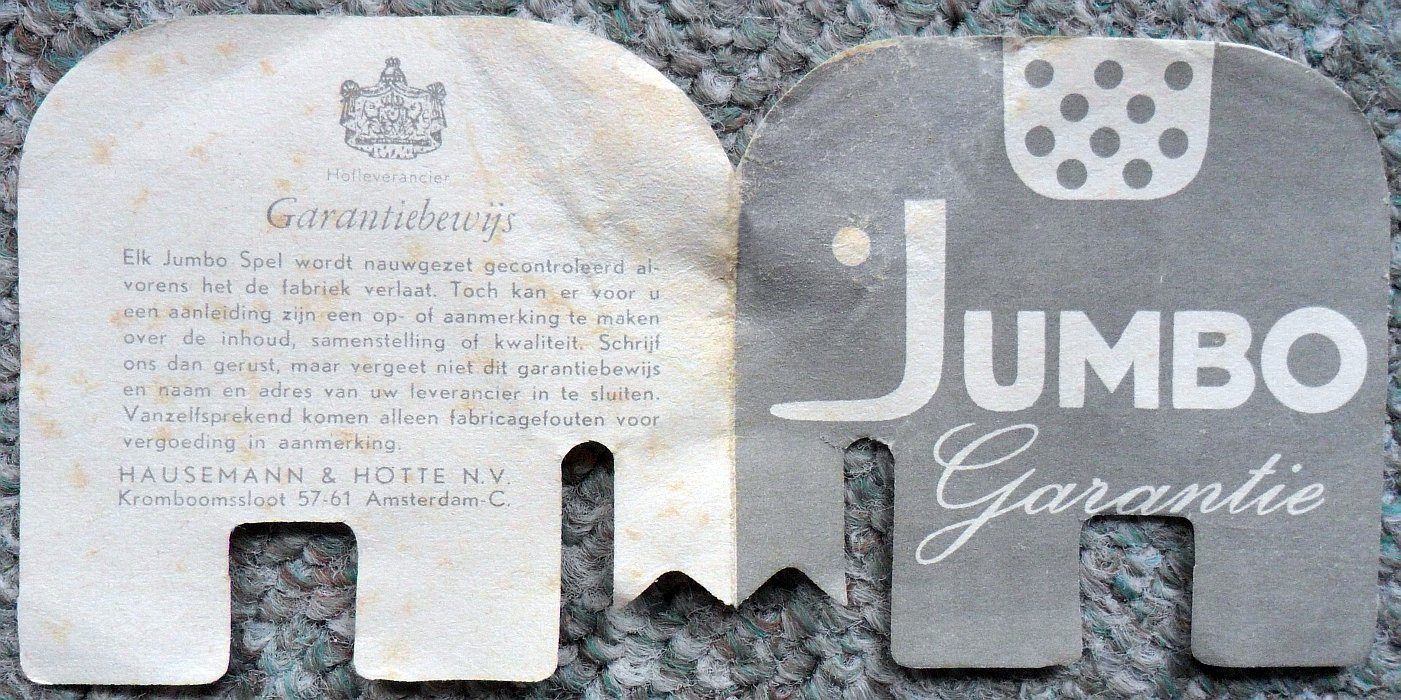 Hofleverancier
Garantiebewijs
Elk Jumbo Spel wordt nauwgezet gecontroleerd al-
vorens het de fabriek verlaat. Toch kan er voor u
een aanleiding zijn een op- of aanmerking te maken
over de inhoud, samenstelling of kwaliteit. Schrijf
ons dan gerust, maar vergeet niet dit garantiebewijs
en naam en adres van uw leverancier in te sluiten.
Vanzelfsprekend komen alleen fabricagefouten voor
vergoeding in aanmerking.
HAUSEMANN & HÖTTE N.V.
Kromboomssloot 57-61 Amsterdam-C.
JUMBO
Garantie